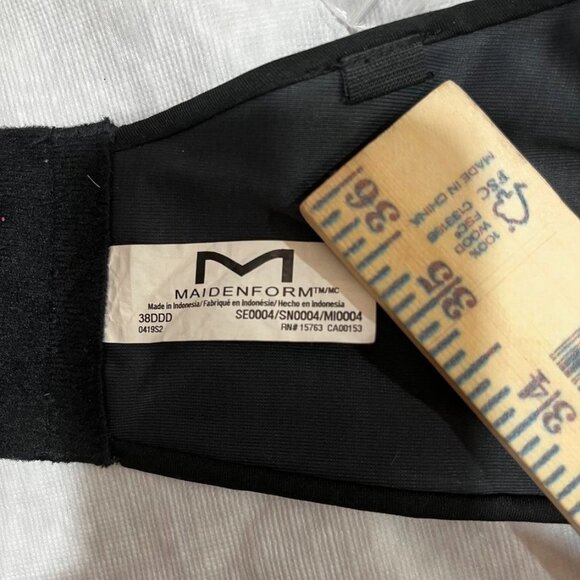 M
MAIDENFORM™/MC
Made in Indonesia/Fabriqué en Indonésie/Hecho en Indonesia
38DDD SE0004/SN0004/MI0004
0419S2 RN# 15763 CA00153
36
35
34
MADE IN CHINA
FSC
100%
WOOD